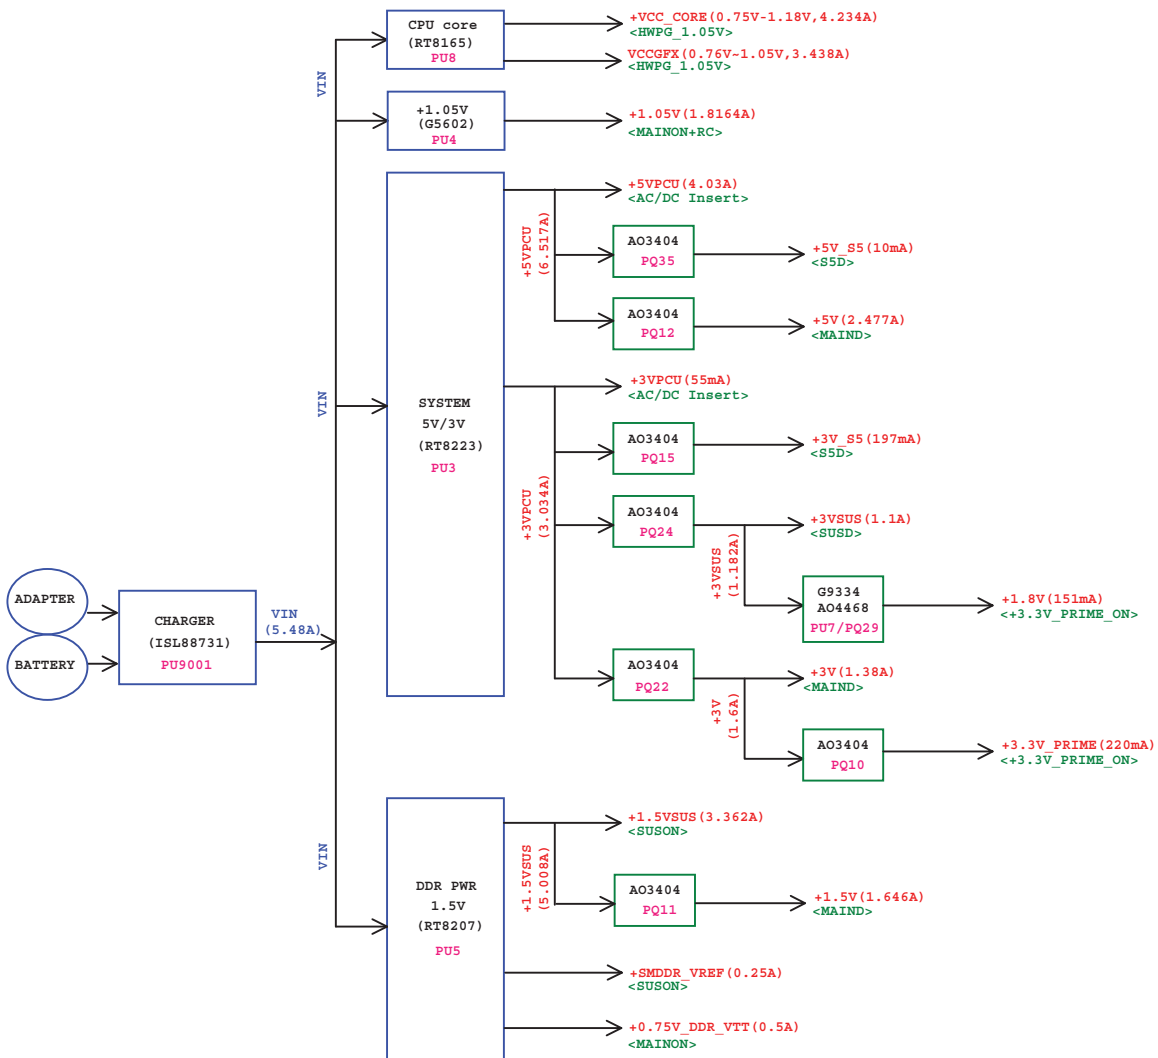 CPU core
(RT8165)
PU8
+VCC_CORE(0.75V-1.18V,4.234A)
<HWPG_1.05V>
VCCGFX(0.76V~1.05V,3.438A)
<HWPG_1.05V>
VIN
+1.05V
(G5602)
PU4
+1.05V(1.8164A)
<MAINON+RC>
SYSTEM
5V/3V
(RT8223)
PU3
VIN
+5VPCU
(6.517A)
+5VPCU(4.03A)
<AC/DC Insert>
AO3404
PQ35
+5V_S5(10mA)
<S5D>
AO3404
PQ12
+5V(2.477A)
<MAIND>
+3VPCU
(3.034A)
+3VPCU(55mA)
<AC/DC Insert>
AO3404
PQ15
+3V_S5(197mA)
<S5D>
AO3404
PQ24
+3VSUS(1.1A)
<SUSD>
+3VSUS
(1.182A)
G9334
AO4468
PU7/PQ29
+1.8V(151mA)
<+3.3V_PRIME_ON>
AO3404
PQ22
+3V(1.38A)
<MAIND>
+3V
(1.6A)
AO3404
PQ10
+3.3V_PRIME(220mA)
<+3.3V_PRIME_ON>
ADAPTER
BATTERY
CHARGER
(ISL88731)
PU9001
VIN
(5.48A)
VIN
DDR PWR
1.5V
(RT8207)
PU5
+1.5VSUS
(5.008A)
+1.5VSUS(3.362A)
<SUSON>
AO3404
PQ11
+1.5V(1.646A)
<MAIND>
+SMDDR_VREF(0.25A)
<SUSON>
+0.75V_DDR_VTT(0.5A)
<MAINON>